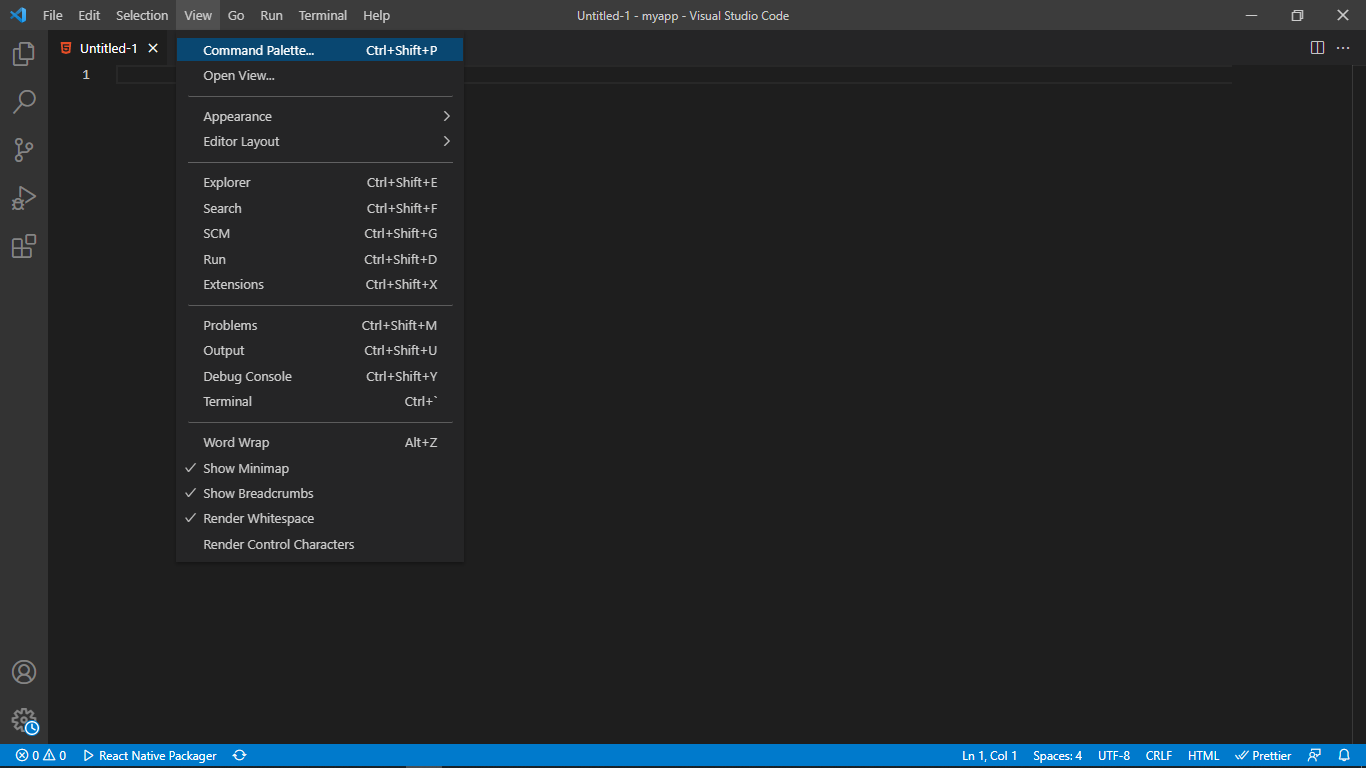 File Edit Selection View Go Run Terminal Help Untitled-1 - myapp - Visual Studio Code
Untitled-1
1
Command Palette... Ctrl+Shift+P
Open View...
Appearance
Editor Layout
Explorer Ctrl+Shift+E
Search Ctrl+Shift+F
SCM Ctrl+Shift+G
Run Ctrl+Shift+D
Extensions Ctrl+Shift+X
Problems Ctrl+Shift+M
Output Ctrl+Shift+U
Debug Console Ctrl+Shift+Y
Terminal Ctrl+`
Word Wrap Alt+Z
Show Minimap
Show Breadcrumbs
Render Whitespace
Render Control Characters
0 0 React Native Packager Ln 1, Col 1 Spaces: 4 UTF-8 CRLF HTML Prettier